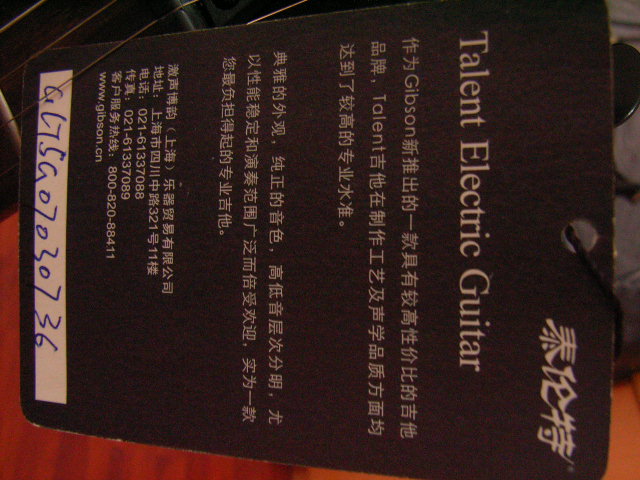 泰伦特
Talent Electric Guitar
作为Gibson新推出的一款具有较高性价比的吉他
品牌，Talent吉他在制作工艺及声学品质方面均
达到了较高的专业水准。
典雅的外观，纯正的音色，高低音层次分明，尤
以性能稳定和演奏范围广泛而倍受欢迎，实为一款
您最负担得起的专业吉他。
激声博韵（上海）乐器贸易有限公司
地址：上海市四川中路321号11楼
电话：021-61337088
传真：021-61337089
客户服务热线：800-820-88411
www.gibson.cn
GLTSG07030736